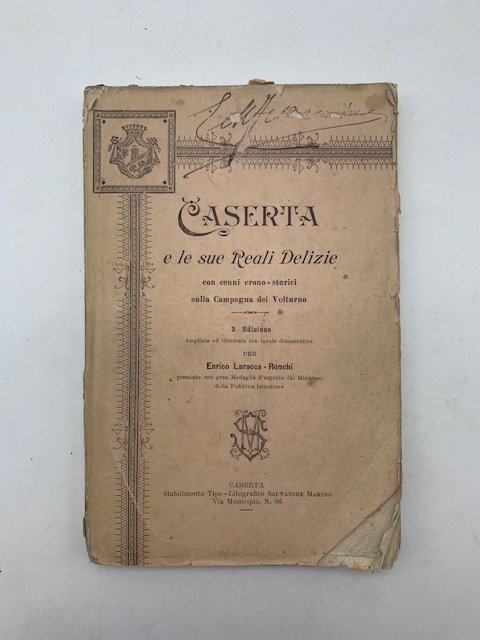 CASERTA
e le sue Reali Delizie
con cenni crono-storici
sulla Campagna del Volturno
3. Edizione
Ampliata ed illustrata con tavole dimostrative
PER
Enrico Laracca-Ronchi
premiato con gran Medaglia d'argento dal Ministero
della Pubblica Istruzione
CASERTA
Stabilimento Tipo-Litografico SALVATORE MARINO
Via Municipio, N. 96